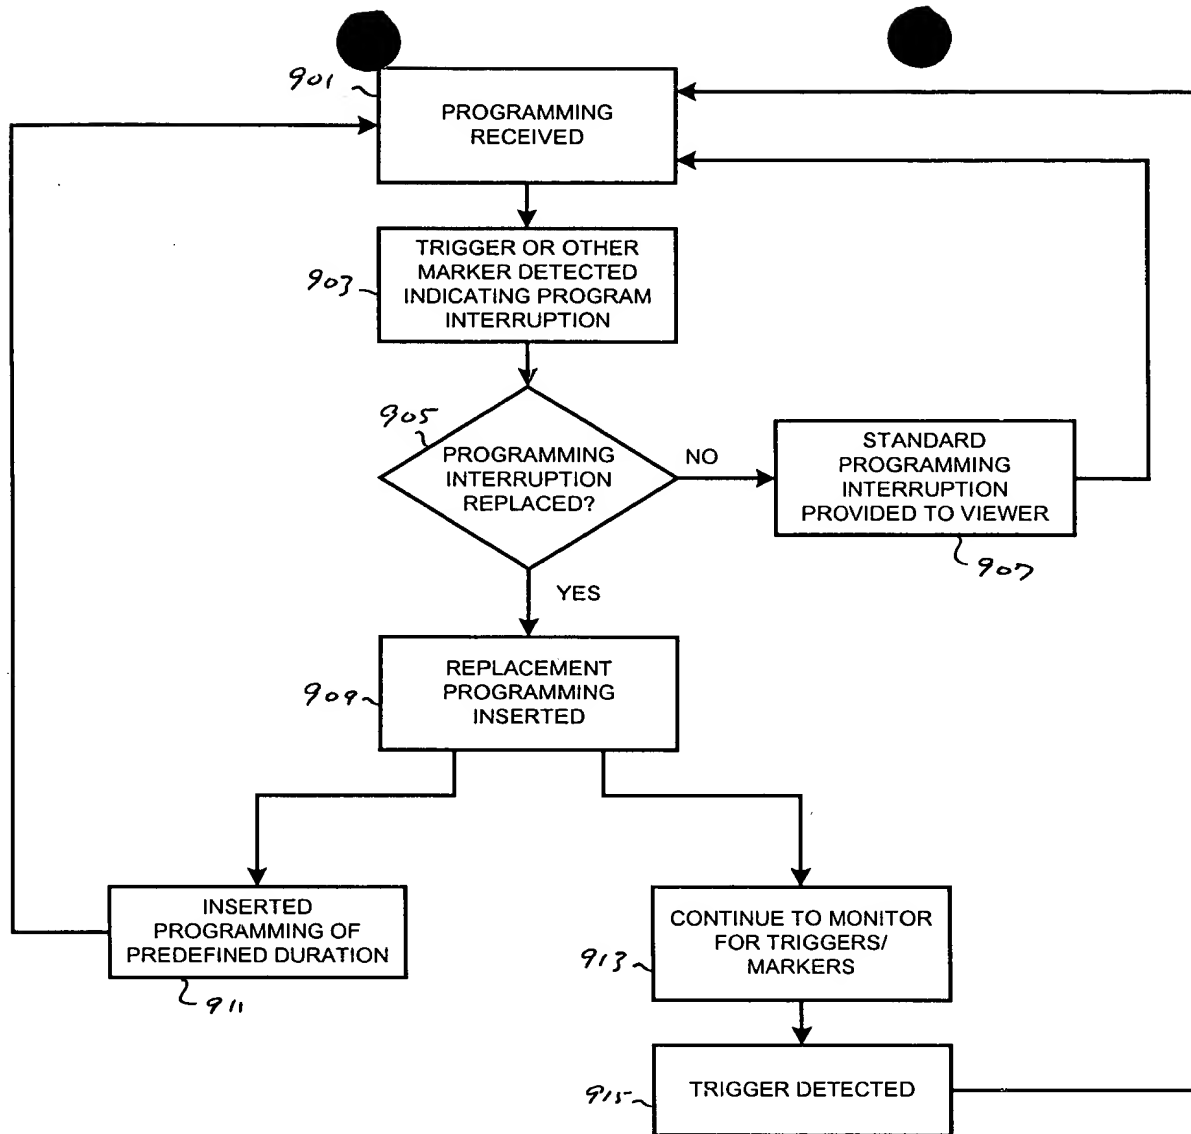 901
PROGRAMMING
RECEIVED
903
TRIGGER OR OTHER
MARKER DETECTED
INDICATING PROGRAM
INTERRUPTION
905
PROGRAMMING
INTERRUPTION
REPLACED?
NO
STANDARD
PROGRAMMING
INTERRUPTION
PROVIDED TO VIEWER
907
YES
909
REPLACEMENT
PROGRAMMING
INSERTED
INSERTED
PROGRAMMING OF
PREDEFINED DURATION
911
913
CONTINUE TO MONITOR
FOR TRIGGERS/
MARKERS
915
TRIGGER DETECTED